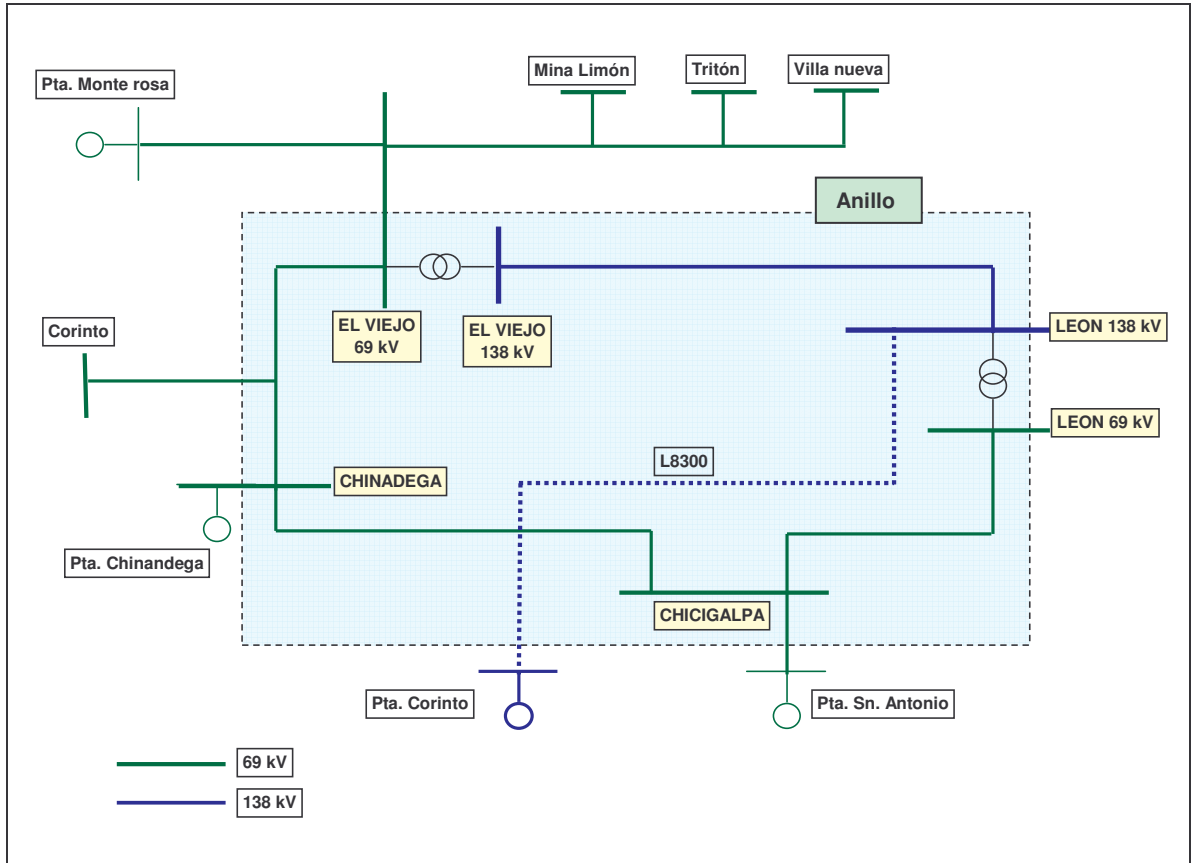 Mina Limón
Tritón
Villa nueva
Pta. Monte rosa
Anillo
EL VIEJO
69 kV
EL VIEJO
138 kV
Corinto
LEON 138 kV
LEON 69 kV
L8300
CHINADEGA
Pta. Chinandega
CHICIGALPA
Pta. Corinto
Pta. Sn. Antonio
69 kV
138 kV